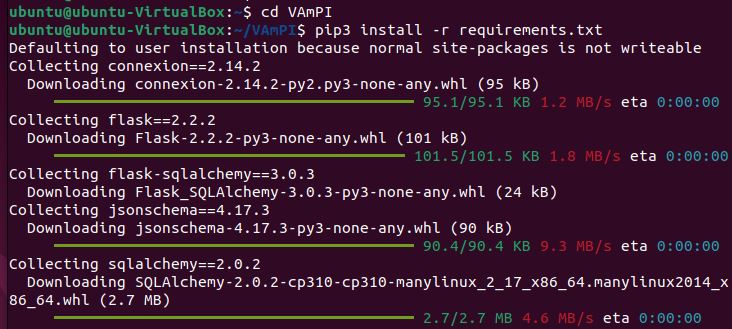 ubuntu@ubuntu-VirtualBox:~$ cd VAmPI
ubuntu@ubuntu-VirtualBox:~/VAmPI$ pip3 install -r requirements.txt
Defaulting to user installation because normal site-packages is not writeable
Collecting connexion==2.14.2
  Downloading connexion-2.14.2-py2.py3-none-any.whl (95 kB)
95.1/95.1 KB 1.2 MB/s eta 0:00:00
Collecting flask==2.2.2
  Downloading Flask-2.2.2-py3-none-any.whl (101 kB)
101.5/101.5 KB 1.8 MB/s eta 0:00:00
Collecting flask-sqlalchemy==3.0.3
  Downloading Flask_SQLAlchemy-3.0.3-py3-none-any.whl (24 kB)
Collecting jsonschema==4.17.3
  Downloading jsonschema-4.17.3-py3-none-any.whl (90 kB)
90.4/90.4 KB 9.3 MB/s eta 0:00:00
Collecting sqlalchemy==2.0.2
  Downloading SQLAlchemy-2.0.2-cp310-cp310-manylinux_2_17_x86_64.manylinux2014_x
86_64.whl (2.7 MB)
2.7/2.7 MB 4.6 MB/s eta 0:00:00